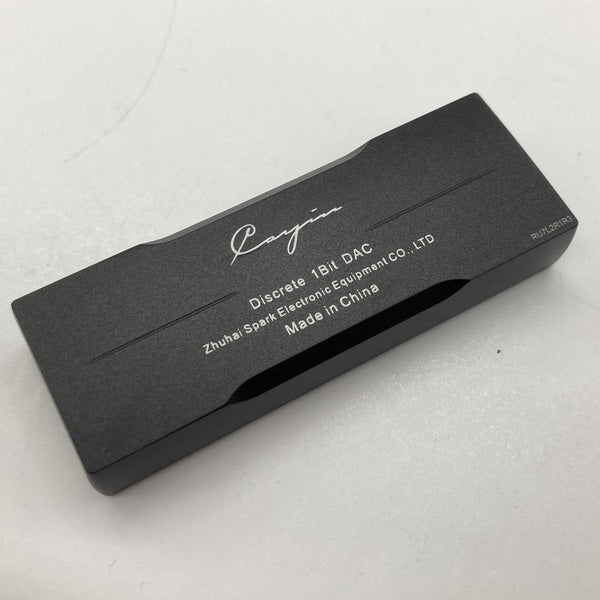 Cayin
Discrete 1Bit DAC
Zhuhai Spark Electronic Equipment CO., LTD
Made in China
RU7L2R1R3